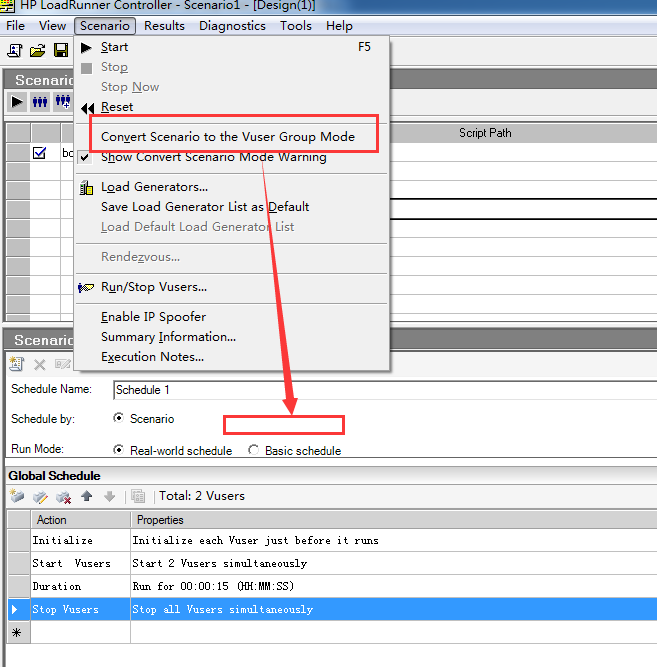 HP LoadRunner Controller - Scenario1 - [Design(1)]
File View Scenario Results Diagnostics Tools Help
Start F5
Stop
Stop Now
Reset
Convert Scenario to the Vuser Group Mode
Show Convert Scenario Mode Warning
Load Generators...
Save Load Generator List as Default
Load Default Load Generator List
Rendezvous...
Run/Stop Vusers...
Enable IP Spoofer
Summary Information...
Execution Notes...
Scenario
Script Path
Scenario
Schedule Name: Schedule 1
Schedule by: Scenario
Run Mode: Real-world schedule Basic schedule
Global Schedule
Total: 2 Vusers
Action Properties
Initialize Initialize each Vuser just before it runs
Start Vusers Start 2 Vusers simultaneously
Duration Run for 00:00:15 (HH:MM:SS)
Stop Vusers Stop all Vusers simultaneously